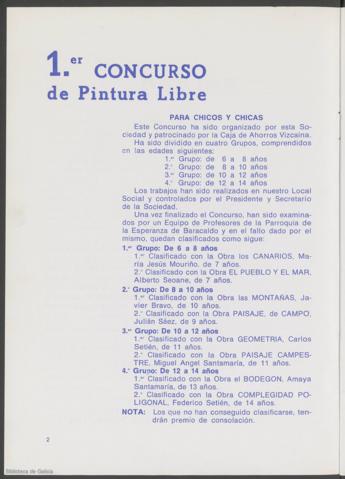 1.er CONCURSO
de Pintura Libre
PARA CHICOS Y CHICAS
Este Concurso ha sido organizado por esta So-
ciedad y patrocinado por la Caja de Ahorros Vizcaina.
Ha sido dividido en cuatro Grupos, comprendidos
en las edades siguientes:
1.er Grupo: de 6 a 8 años
2.º Grupo: de 8 a 10 años
3.er Grupo: de 10 a 12 años
4.º Grupo: de 12 a 14 años
Los trabajos han sido realizados en nuestro Local
Social y controlados por el Presidente y Secretario
de la Sociedad.
Una vez finalizado el Concurso, han sido examina-
dos por un Equipo de Profesores de la Parroquia de
la Esperanza de Baracaldo y en el fallo dado por el
mismo, quedan clasificados como sigue:
1.er Grupo: De 6 a 8 años
1.er Clasificado con la Obra los CANARIOS, Ma-
ría Jesús Mouriño, de 7 años.
2.º Clasificado con la Obra EL PUEBLO Y EL MAR,
Alberto Seoane, de 7 años.
2.º Grupo: De 8 a 10 años
1.er Clasificado con la Obra las MONTAÑAS, Ja-
vier Bravo, de 10 años.
2.º Clasificado con la Obra PAISAJE, de CAMPO,
Julián Sáez, de 9 años.
3.er Grupo: De 10 a 12 años
1.er Clasificado con la Obra GEOMETRIA, Carlos
Setién, de 11 años.
2.º Clasificado con la Obra PAISAJE CAMPES-
TRE, Miguel Angel Santamaría, de 11 años.
4.º Grupo: De 12 a 14 años
1.er Clasificado con la Obra el BODEGON, Amaya
Santamaría, de 13 años.
2.º Clasificado con la Obra COMPLEGIDAD PO-
LIGONAL, Federico Setién, de 14 años.
NOTA: Los que no han conseguido clasificarse, ten-
drán premio de consolación.
2
Biblioteca de Galicia